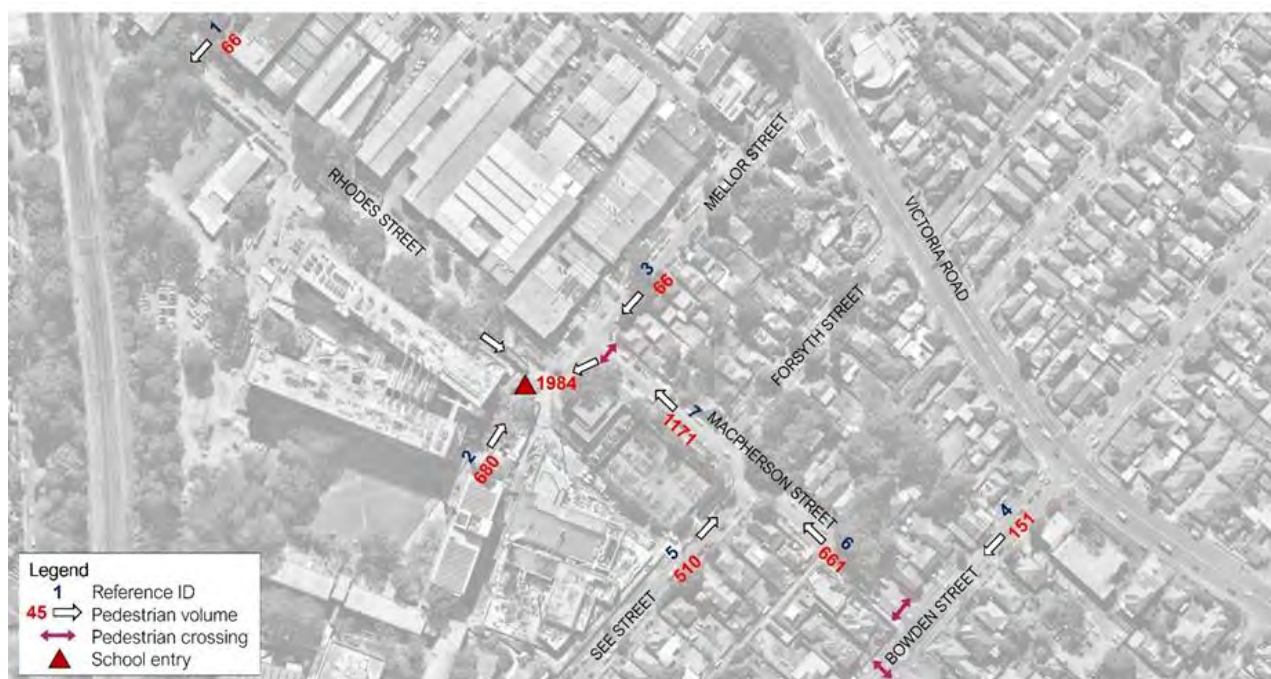 1
66
RHODES STREET
MELLOR STREET
VICTORIA ROAD
3
66
FORSYTH STREET
1984
7
1171
MACPHERSON STREET
2
680
4
151
5
510
6
661
SEE STREET
BOWDEN STREET
Legend
1 Reference ID
45 Pedestrian volume
Pedestrian crossing
School entry